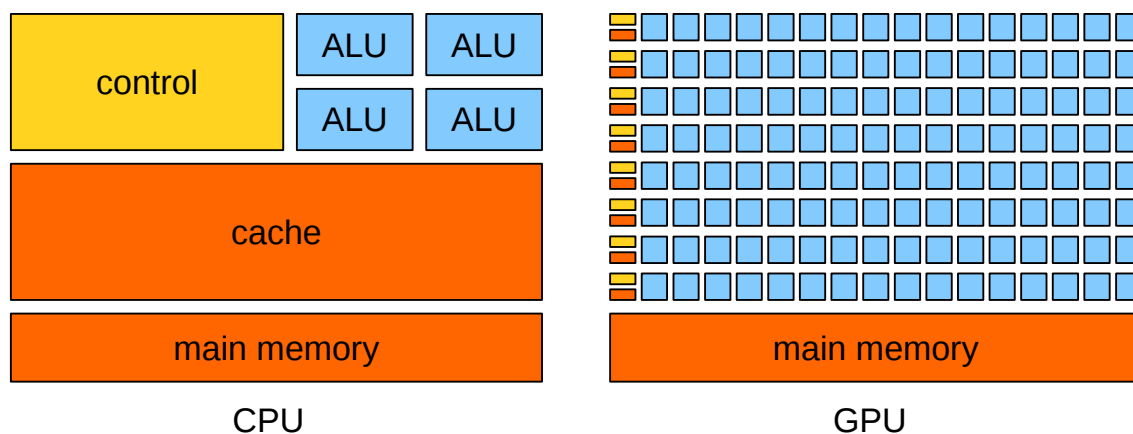 control
ALU
ALU
ALU
ALU
cache
main memory
CPU
main memory
GPU